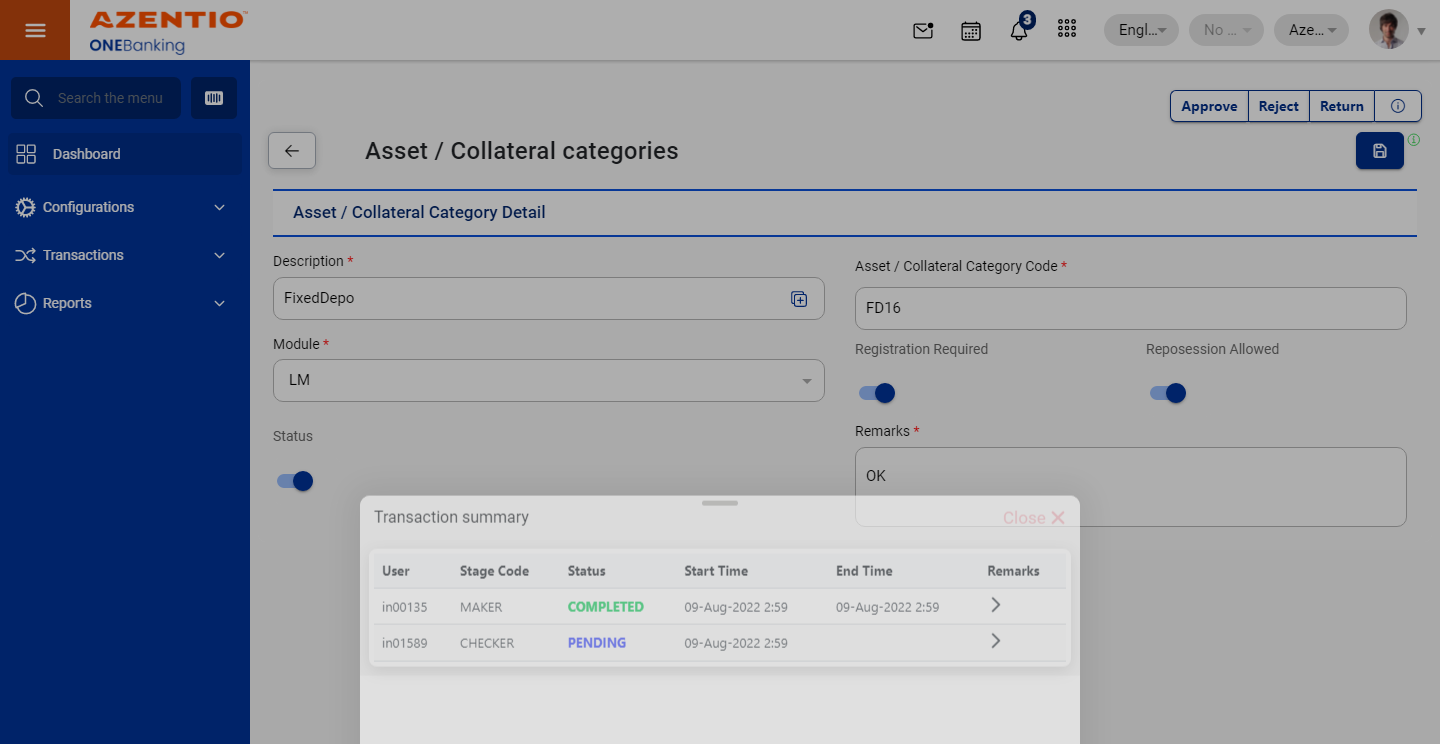 AZENTIO™
ONEBanking
3
Engl...
No ...
Aze...
Search the menu
Dashboard
Configurations
Transactions
Reports
Approve
Reject
Return
Asset / Collateral categories
Asset / Collateral Category Detail
Description *
FixedDepo
Asset / Collateral Category Code *
FD16
Module *
LM
Registration Required
Reposession Allowed
Status
Remarks *
OK
Transaction summary
Close
User Stage Code Status Start Time End Time Remarks
in00135 MAKER COMPLETED 09-Aug-2022 2:59 09-Aug-2022 2:59
in01589 CHECKER PENDING 09-Aug-2022 2:59